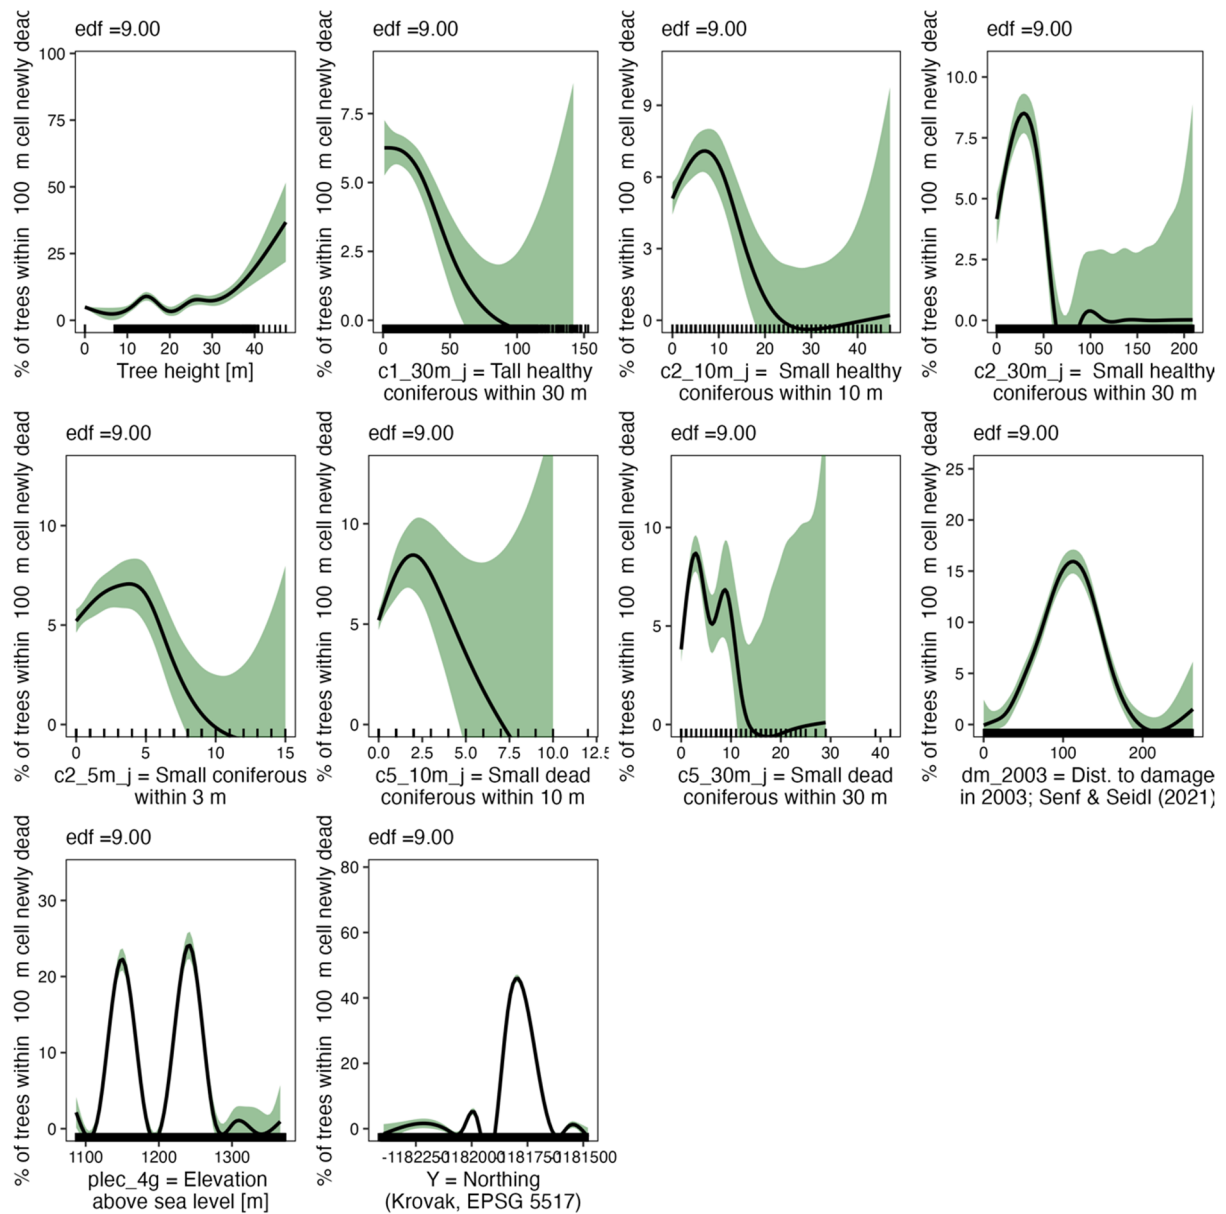 edf =9.00
edf =9.00
edf =9.00
edf =9.00
% of trees within 100 m cell newly dead
100
75
50
25
0
0 10 20 30 40
Tree height [m]
% of trees within 100 m cell newly dead
7.5
5.0
2.5
0.0
0 50 100 150
c1_30m_j = Tall healthy
coniferous within 30 m
% of trees within 100 m cell newly dead
9
6
3
0
0 10 20 30 40
c2_10m_j = Small healthy
coniferous within 10 m
% of trees within 100 m cell newly dead
10.0
7.5
5.0
2.5
0.0
0 50 100 150 200
c2_30m_j = Small healthy
coniferous within 30 m
edf =9.00
edf =9.00
edf =9.00
edf =9.00
% of trees within 100 m cell newly dead
10
5
0
0 5 10 15
c2_5m_j = Small coniferous
within 3 m
% of trees within 100 m cell newly dead
10
5
0
0.0 2.5 5.0 7.5 10.0 12.5
c5_10m_j = Small dead
coniferous within 10 m
% of trees within 100 m cell newly dead
10
5
0
0 10 20 30 40
c5_30m_j = Small dead
coniferous within 30 m
% of trees within 100 m cell newly dead
25
20
15
10
5
0
0 100 200
dm_2003 = Dist. to damage
in 2003; Senf & Seidl (2021)
edf =9.00
edf =9.00
% of trees within 100 m cell newly dead
30
20
10
0
1100 1200 1300
plec_4g = Elevation
above sea level [m]
% of trees within 100 m cell newly dead
80
60
40
20
0
-1182250 -1182000 -1181750 -1181500
Y = Northing
(Krovak, EPSG 5517)